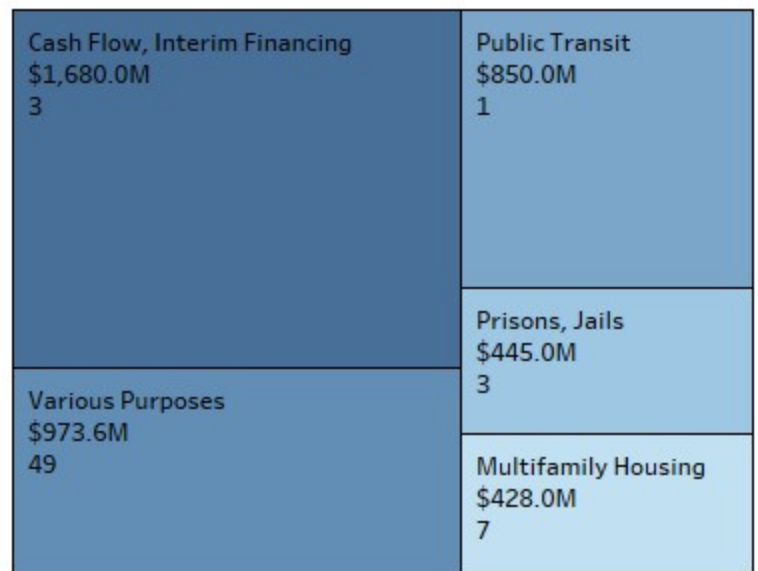 Cash Flow, Interim Financing
$1,680.0M
3
Various Purposes
$973.6M
49
Public Transit
$850.0M
1
Prisons, Jails
$445.0M
3
Multifamily Housing
$428.0M
7